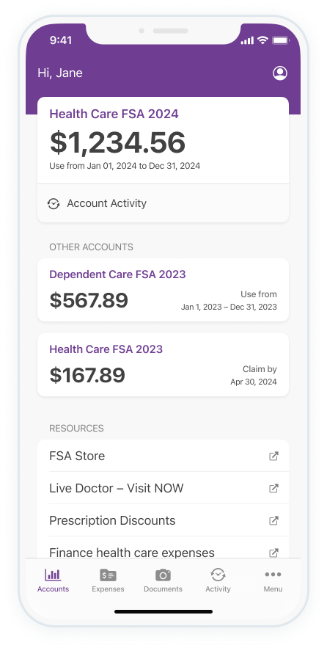 9:41
Hi, Jane
Health Care FSA 2024
$1,234.56
Use from Jan 01, 2024 to Dec 31, 2024
Account Activity
OTHER ACCOUNTS
Dependent Care FSA 2023
$567.89
Use from
Jan 1, 2023 – Dec 31, 2023
Health Care FSA 2023
$167.89
Claim by
Apr 30, 2024
RESOURCES
FSA Store
Live Doctor – Visit NOW
Prescription Discounts
Finance health care expenses
Accounts Expenses Documents Activity Menu